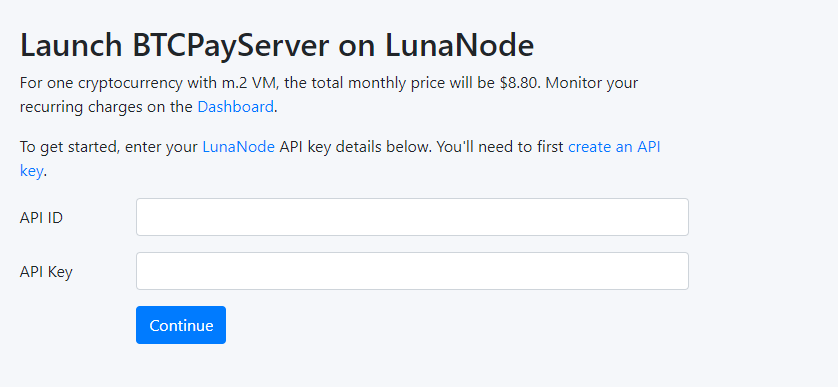 Launch BTCPayServer on LunaNode
For one cryptocurrency with m.2 VM, the total monthly price will be $8.80. Monitor your
recurring charges on the Dashboard.
To get started, enter your LunaNode API key details below. You'll need to first create an API
key.
API ID
API Key
Continue